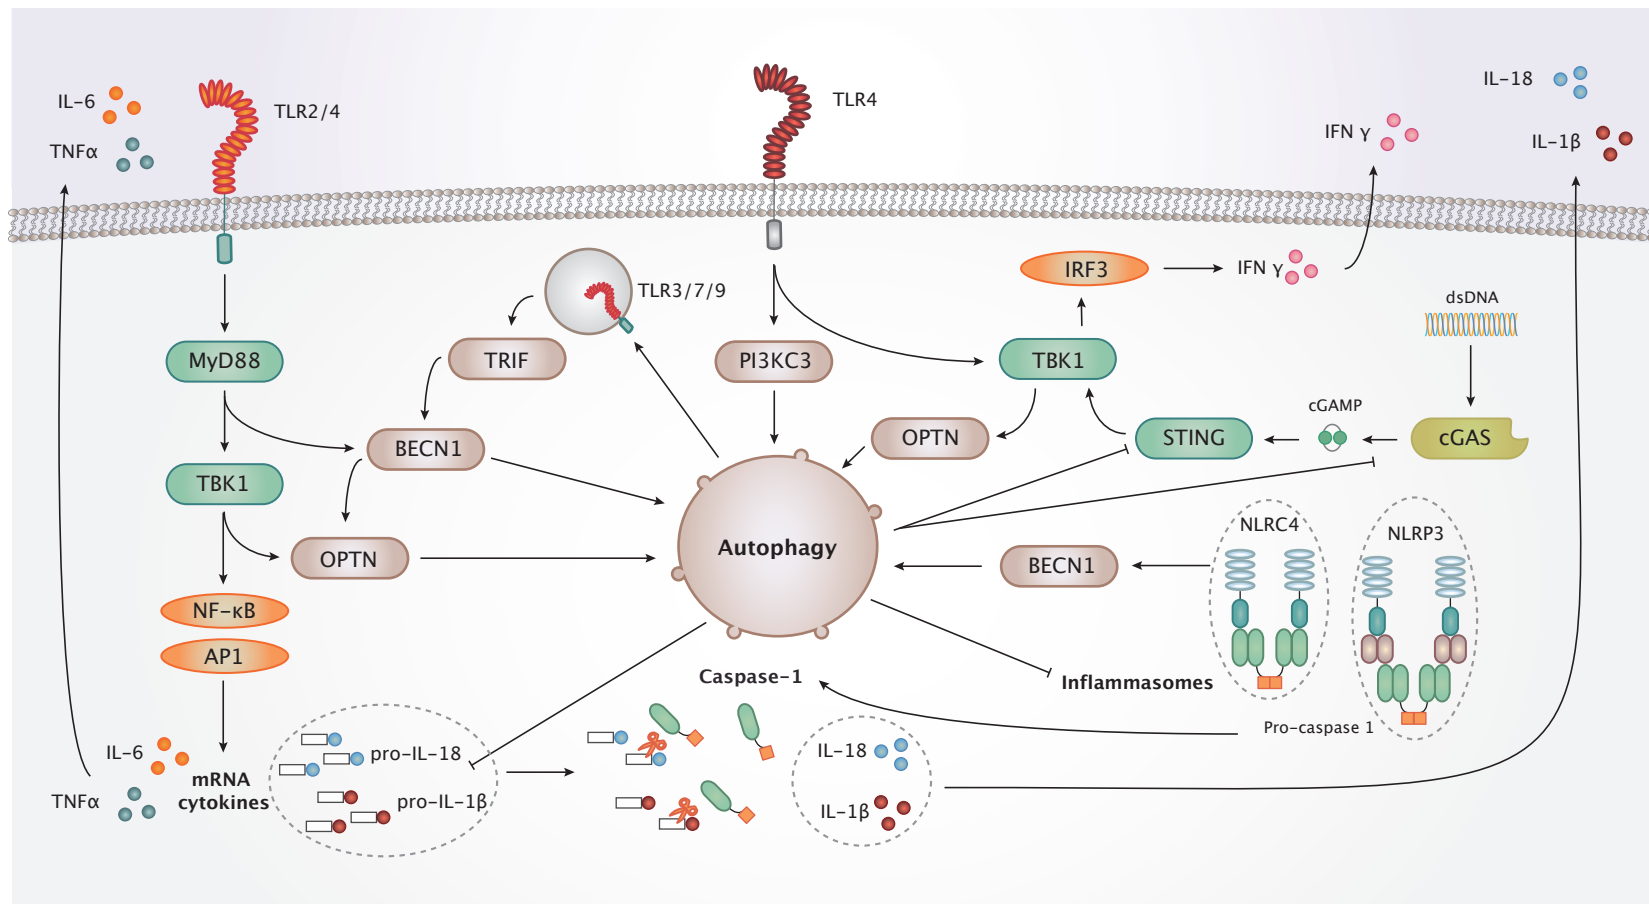 IL-6
TNFα
TLR2/4
TLR4
IFN γ
IL-18
IL-1β
TLR3/7/9
IRF3
IFN γ
dsDNA
MyD88
TRIF
PI3KC3
TBK1
cGAMP
BECN1
OPTN
STING
cGAS
TBK1
OPTN
Autophagy
BECN1
NLRC4
NLRP3
NF-κB
AP1
Caspase-1
Inflammasomes
Pro-caspase 1
IL-6
TNFα
mRNA
cytokines
pro-IL-18
pro-IL-1β
IL-18
IL-1β